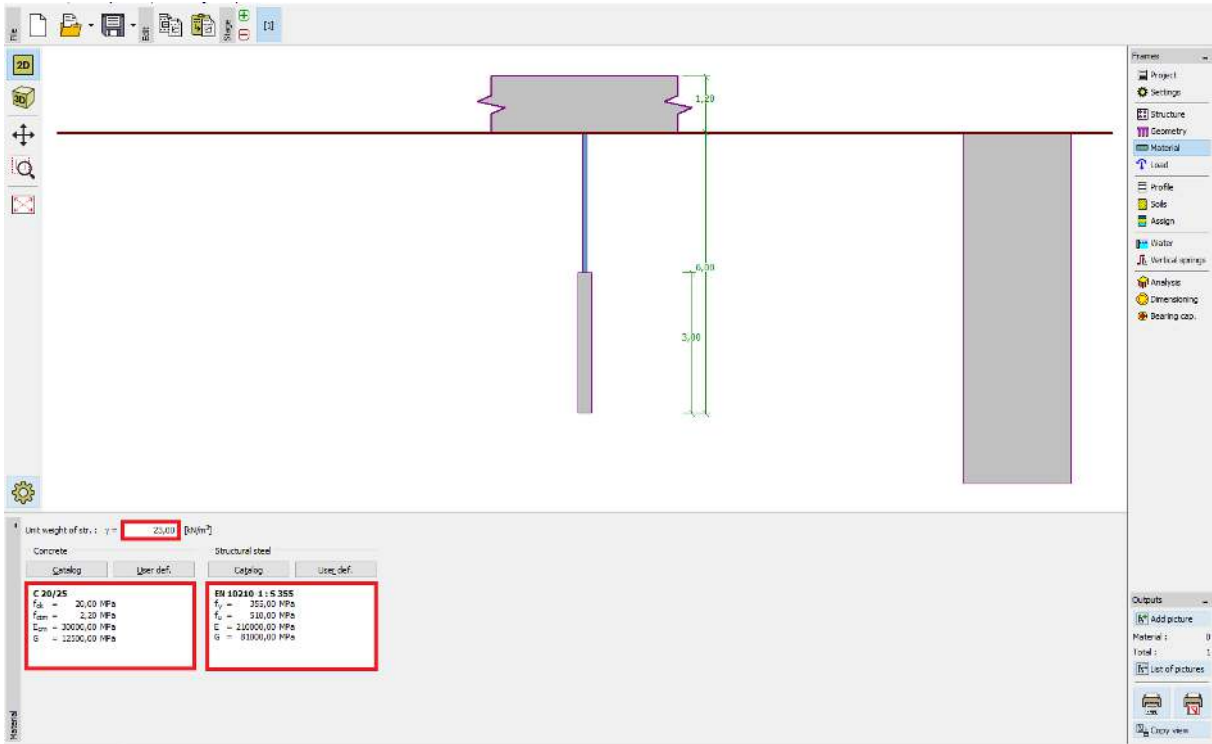 File
Edit
Stage
[1]
2D
3D
1,20
6,00
3,00
Frames
Project
Settings
Structure
Geometry
Material
Load
Profile
Soils
Assign
Water
Vertical springs
Analysis
Dimensioning
Bearing cap.
Unit weight of str. : γ = 23,00 [kN/m³]
Concrete
Catalog User def.
C 20/25
fck = 20,00 MPa
fctm = 2,20 MPa
Ecm = 30000,00 MPa
G = 12500,00 MPa
Structural steel
Catalog User def.
EN 10210-1 : S 355
fy = 355,00 MPa
fu = 510,00 MPa
E = 210000,00 MPa
G = 81000,00 MPa
Material
Outputs
Add picture
Material : 0
Total : 1
List of pictures
Copy view